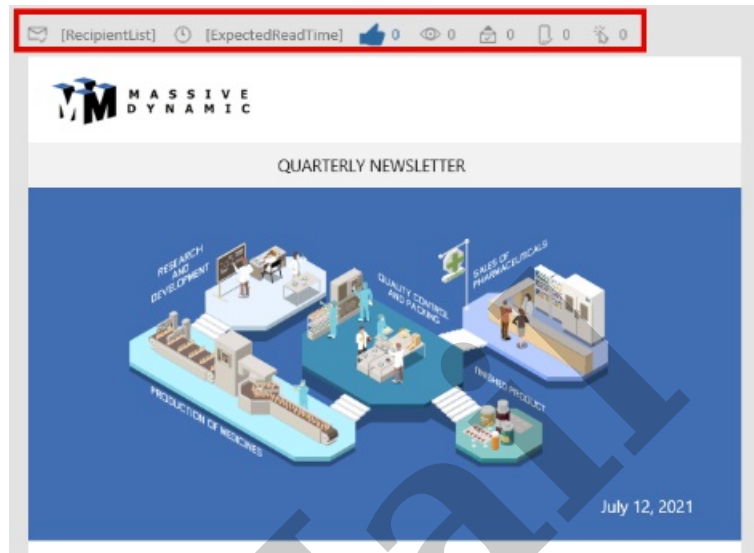 [RecipientList] [ExpectedReadTime] 0 0 0 0 0
MASSIVE
DYNAMIC
QUARTERLY NEWSLETTER
RESEARCH
AND
DEVELOPMENT
SALES OF
PHARMACEUTICALS
QUALITY CONTROL
AND PACKING
FINISHED PRODUCT
PRODUCTION OF MEDICINES
July 12, 2021